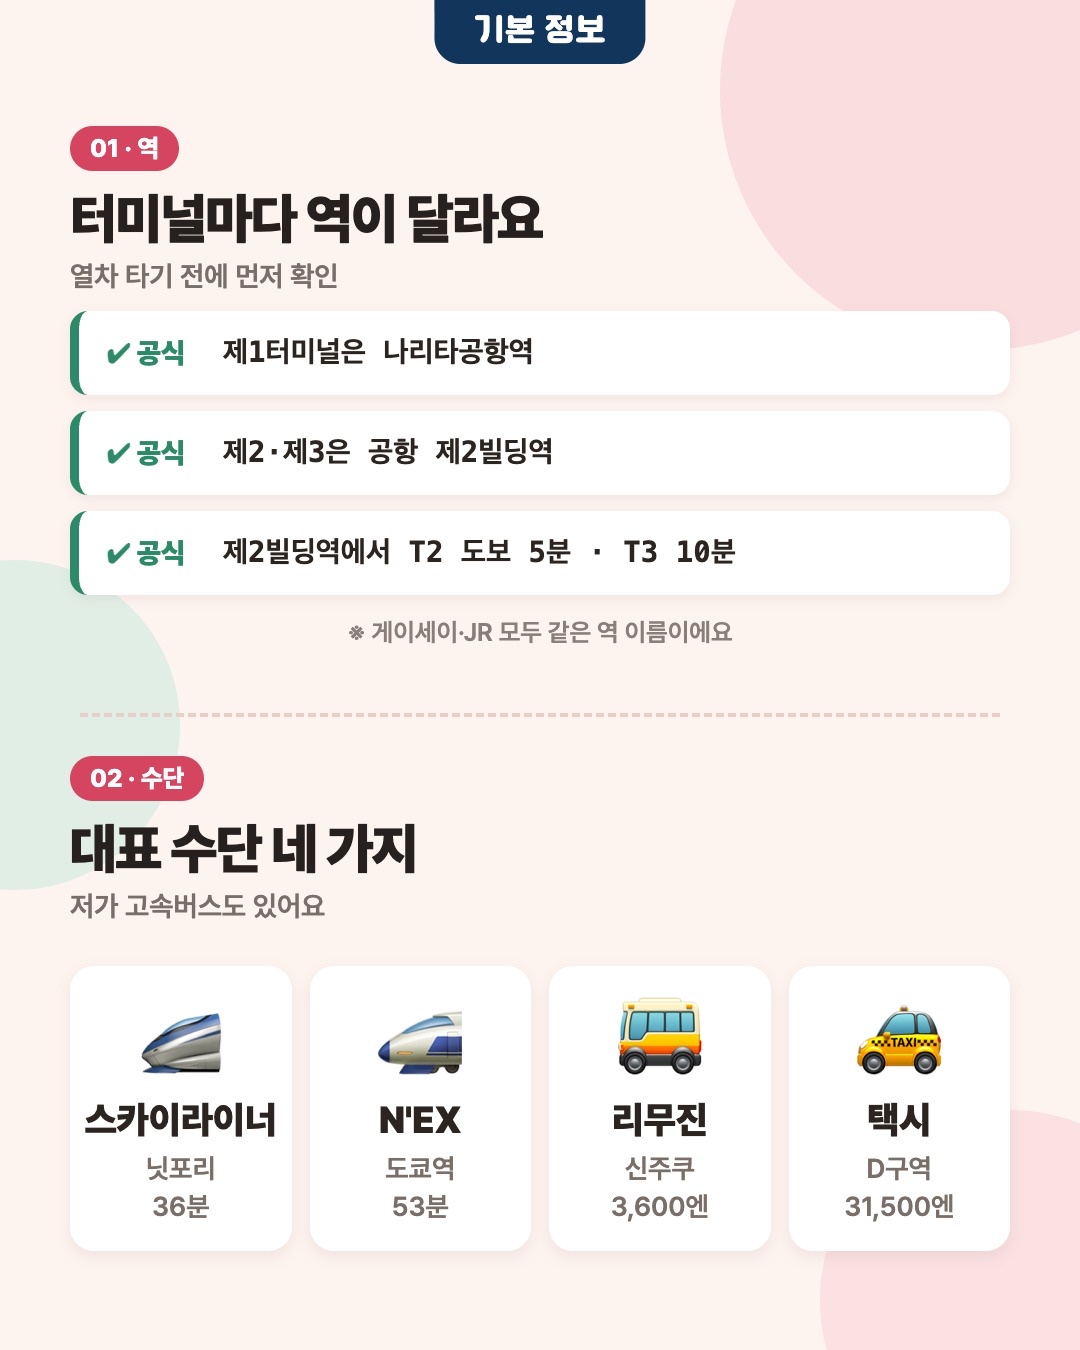 기본 정보
01 · 역
터미널마다 역이 달라요
열차 타기 전에 먼저 확인
✔ 공식 제1터미널은 나리타공항역
✔ 공식 제2·제3은 공항 제2빌딩역
✔ 공식 제2빌딩역에서 T2 도보 5분 · T3 10분
※ 게이세이·JR 모두 같은 역 이름이에요
02 · 수단
대표 수단 네 가지
저가 고속버스도 있어요
TAXI
스카이라이너
닛포리
36분
N'EX
도쿄역
53분
리무진
신주쿠
3,600엔
택시
D구역
31,500엔